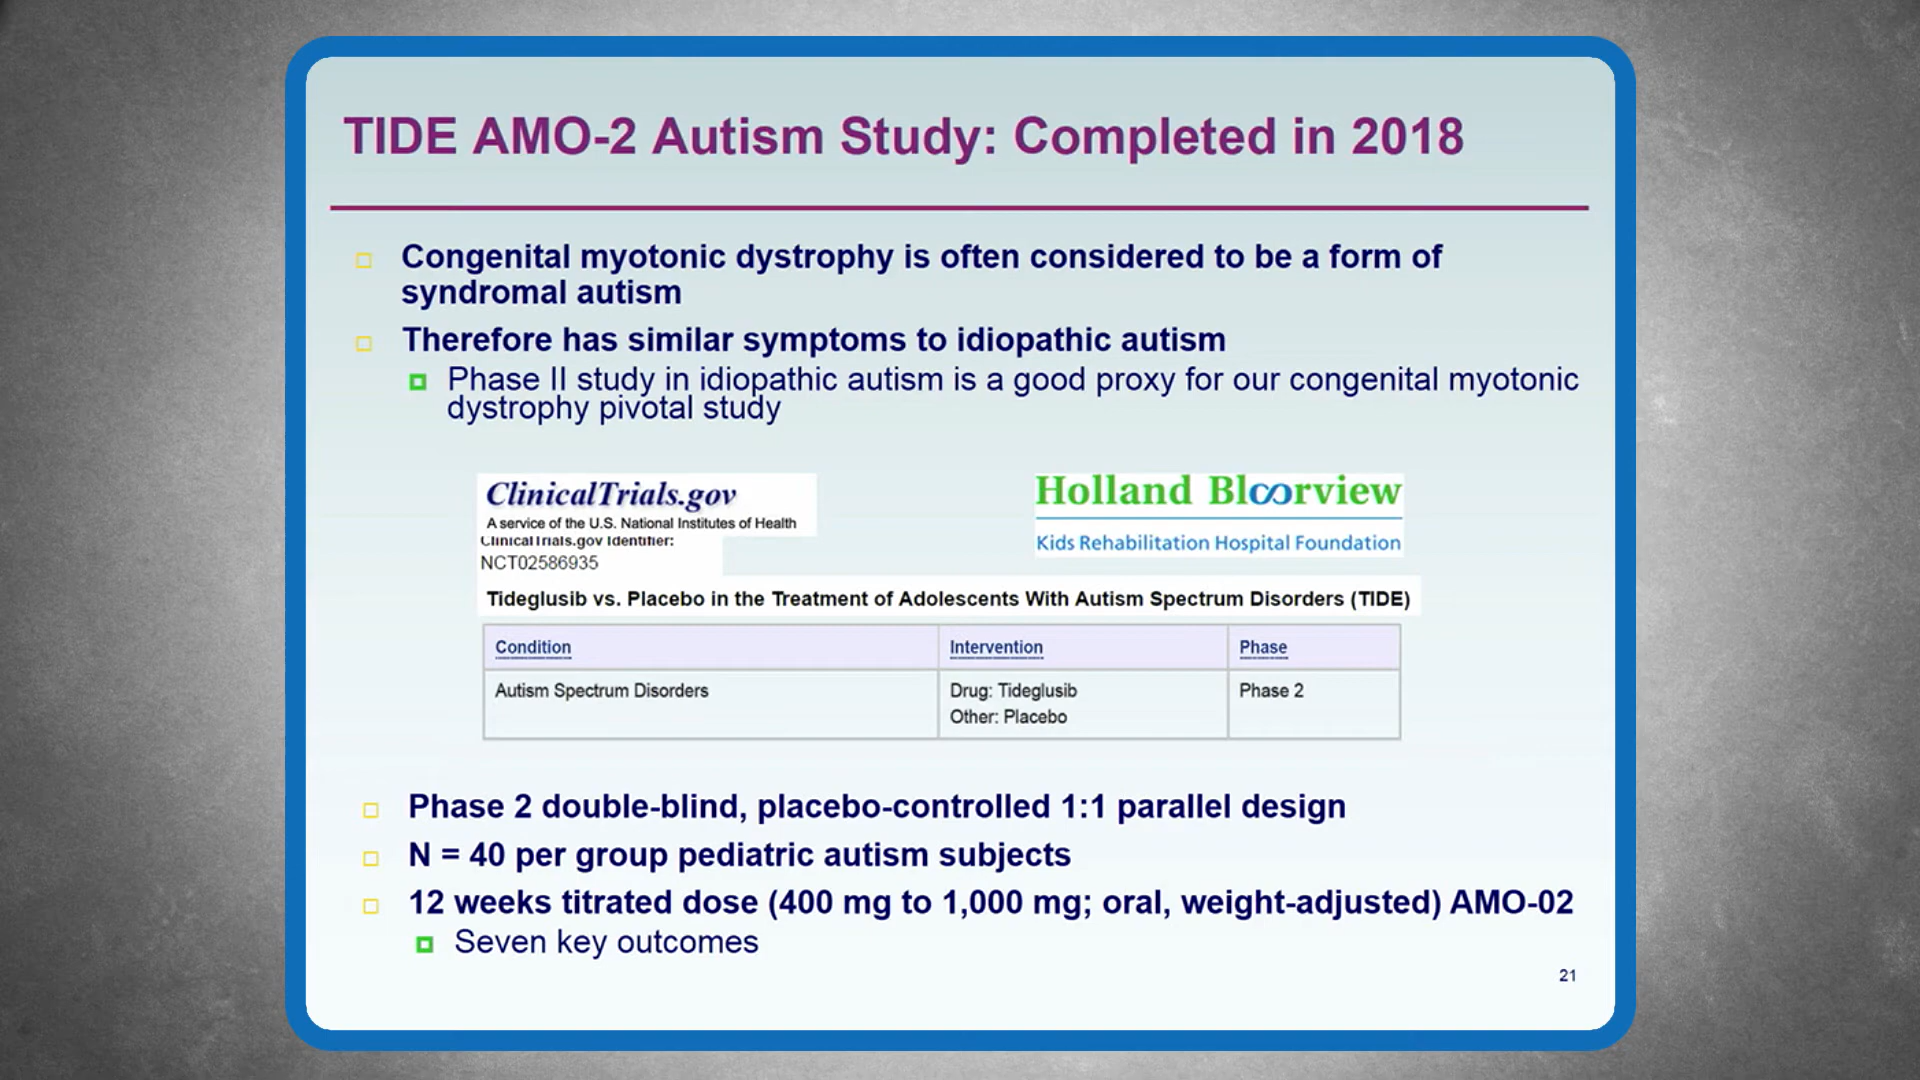 TIDE AMO-2 Autism Study: Completed in 2018
Congenital myotonic dystrophy is often considered to be a form of
syndromal autism
Therefore has similar symptoms to idiopathic autism
Phase II study in idiopathic autism is a good proxy for our congenital myotonic
dystrophy pivotal study
ClinicalTrials.gov
A service of the U.S. National Institutes of Health
ClinicalTrials.gov Identifier:
NCT02586935
Holland Bloorview
Kids Rehabilitation Hospital Foundation
Tideglusib vs. Placebo in the Treatment of Adolescents With Autism Spectrum Disorders (TIDE)
Condition Intervention Phase
Autism Spectrum Disorders Drug: Tideglusib Phase 2
Other: Placebo
Phase 2 double-blind, placebo-controlled 1:1 parallel design
N = 40 per group pediatric autism subjects
12 weeks titrated dose (400 mg to 1,000 mg; oral, weight-adjusted) AMO-02
Seven key outcomes
21